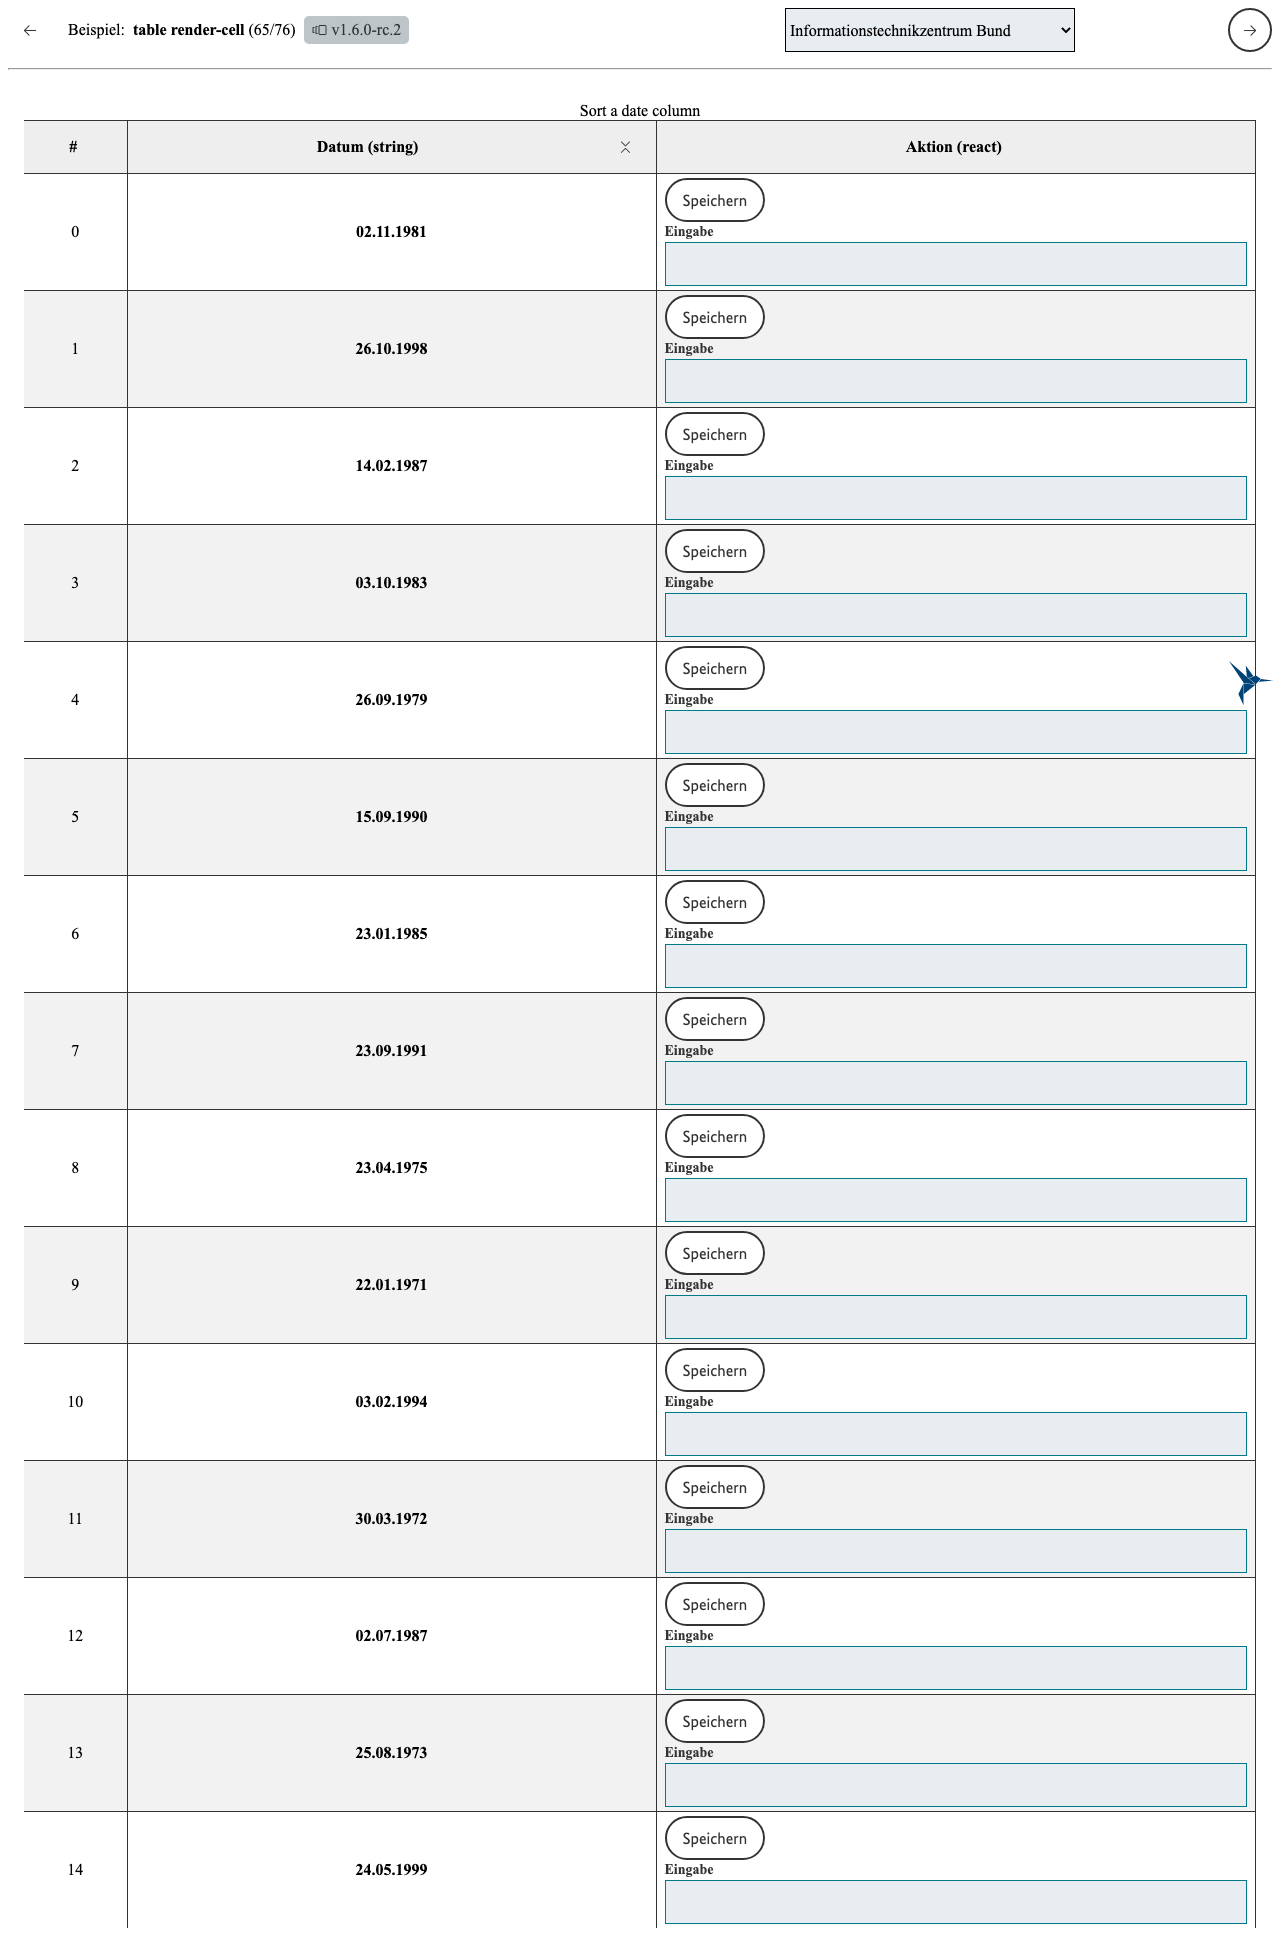 Beispiel: table render-cell (65/76) v1.6.0-rc.2 Informationstechnikzentrum Bund
Sort a date column
# Datum (string) Aktion (react)
Speichern
0 02.11.1981 Eingabe
Speichern
1 26.10.1998 Eingabe
Speichern
2 14.02.1987 Eingabe
Speichern
3 03.10.1983 Eingabe
Speichern
4 26.09.1979 Eingabe
Speichern
5 15.09.1990 Eingabe
Speichern
6 23.01.1985 Eingabe
Speichern
7 23.09.1991 Eingabe
Speichern
8 23.04.1975 Eingabe
Speichern
9 22.01.1971 Eingabe
Speichern
10 03.02.1994 Eingabe
Speichern
11 30.03.1972 Eingabe
Speichern
12 02.07.1987 Eingabe
Speichern
13 25.08.1973 Eingabe
Speichern
14 24.05.1999 Eingabe